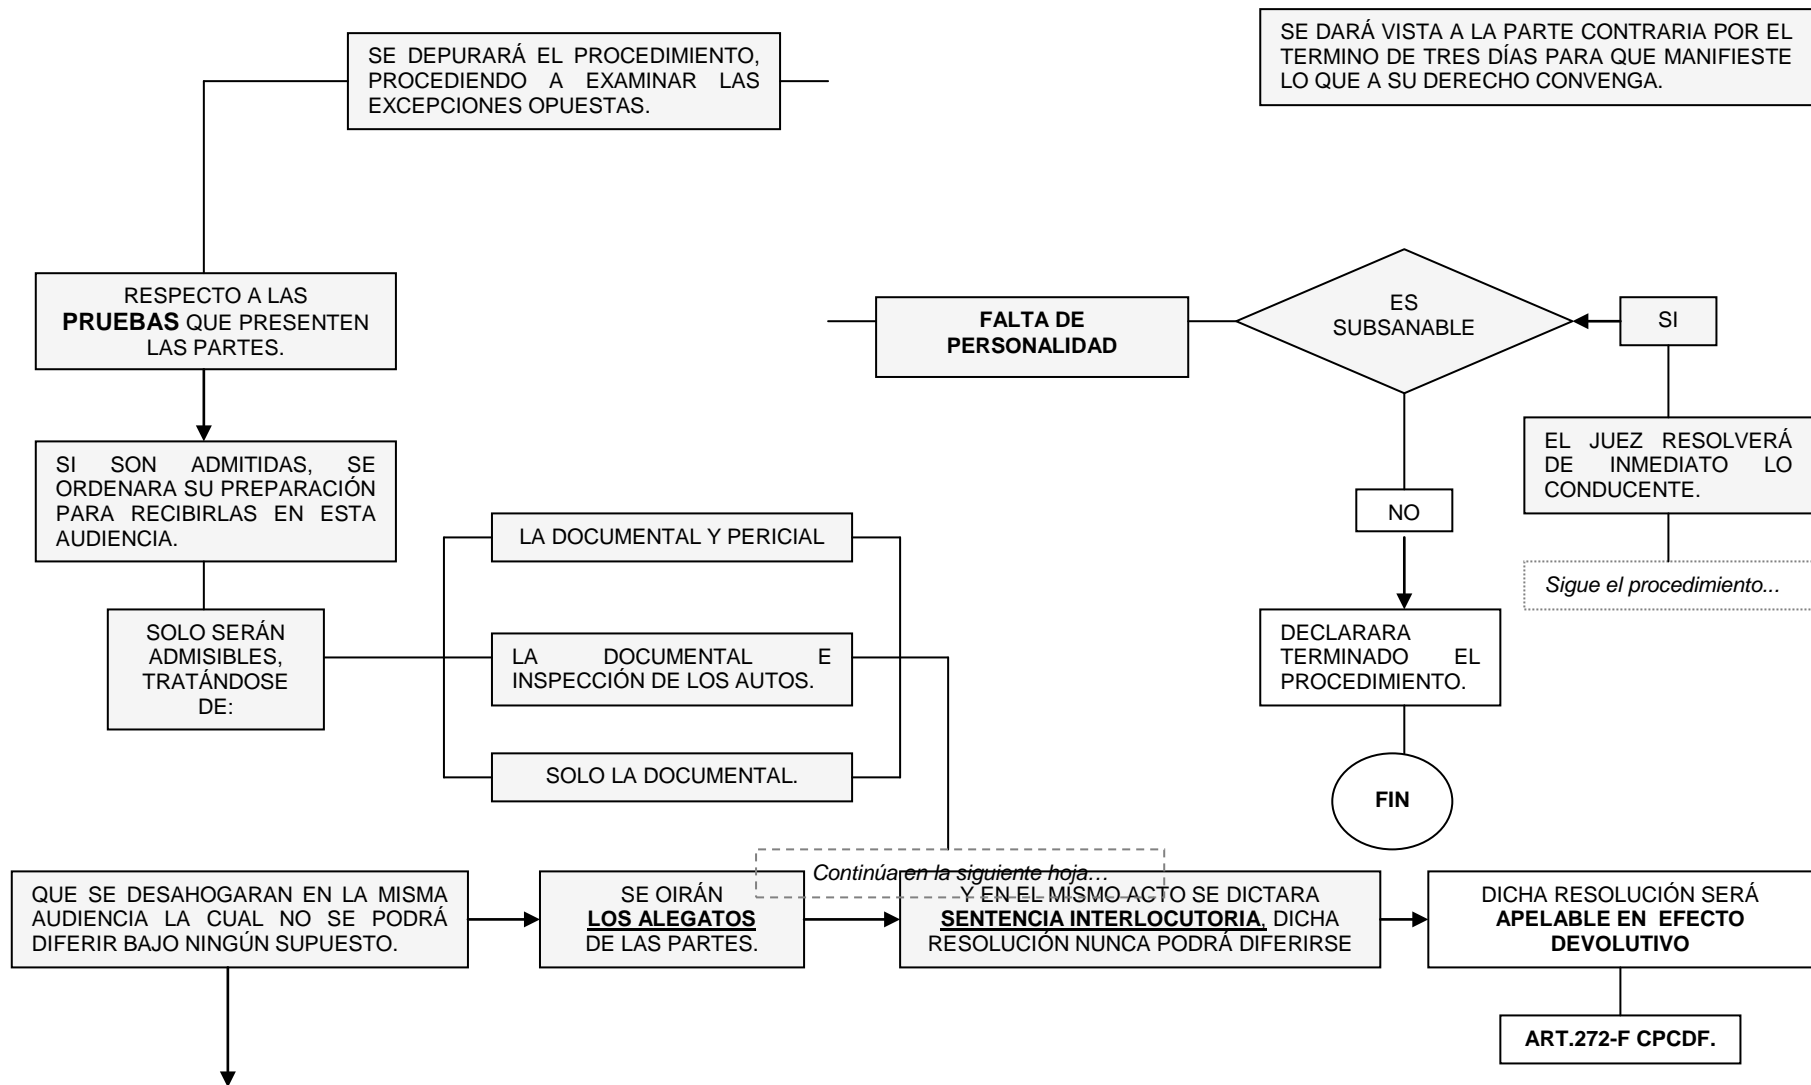 SE DEPURARÁ EL PROCEDIMIENTO,
PROCEDIENDO A EXAMINAR LAS
EXCEPCIONES OPUESTAS.
SE DARÁ VISTA A LA PARTE CONTRARIA POR EL
TERMINO DE TRES DÍAS PARA QUE MANIFIESTE
LO QUE A SU DERECHO CONVENGA.
RESPECTO A LAS
PRUEBAS QUE PRESENTEN
LAS PARTES.
FALTA DE
PERSONALIDAD
ES
SUBSANABLE
SI
SI SON ADMITIDAS, SE
ORDENARA SU PREPARACIÓN
PARA RECIBIRLAS EN ESTA
AUDIENCIA.
EL JUEZ RESOLVERÁ
DE INMEDIATO LO
CONDUCENTE.
NO
LA DOCUMENTAL Y PERICIAL
Sigue el procedimiento...
SOLO SERÁN
ADMISIBLES,
TRATÁNDOSE
DE:
LA DOCUMENTAL E
INSPECCIÓN DE LOS AUTOS.
DECLARARA
TERMINADO EL
PROCEDIMIENTO.
SOLO LA DOCUMENTAL.
FIN
Continúa en la siguiente hoja…
QUE SE DESAHOGARAN EN LA MISMA
AUDIENCIA LA CUAL NO SE PODRÁ
DIFERIR BAJO NINGÚN SUPUESTO.
SE OIRÁN
LOS ALEGATOS
DE LAS PARTES.
Y EN EL MISMO ACTO SE DICTARA
SENTENCIA INTERLOCUTORIA, DICHA
RESOLUCIÓN NUNCA PODRÁ DIFERIRSE
DICHA RESOLUCIÓN SERÁ
APELABLE EN EFECTO
DEVOLUTIVO
ART.272-F CPCDF.